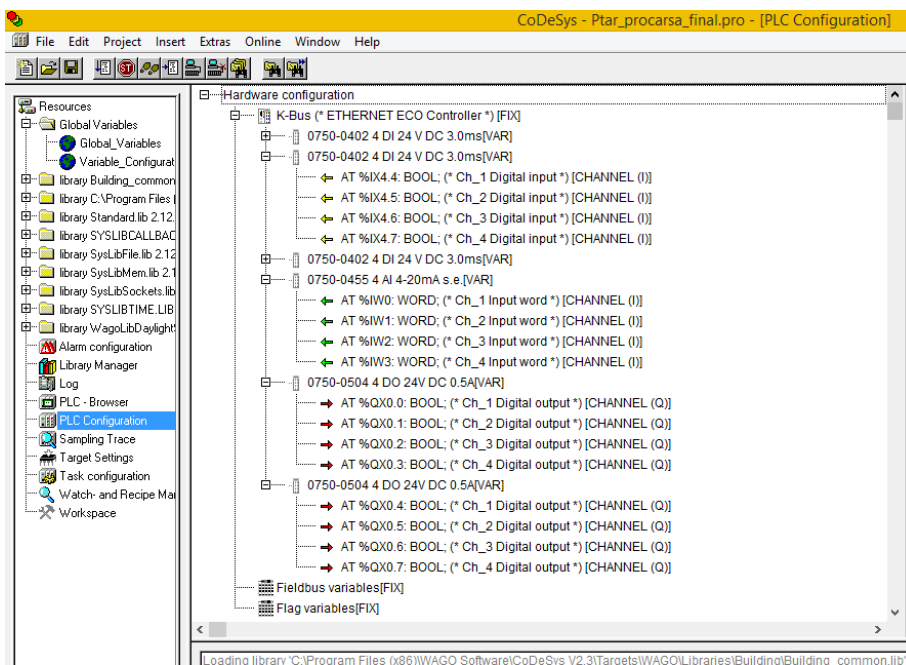 CoDeSys - Ptar_procarsa_final.pro - [PLC Configuration]
File Edit Project Insert Extras Online Window Help
Resources
Global Variables
Global_Variables
Variable_Configurat
library Building_common
library C:\Program Files
library Standard.lib 2.12.
library SYSLIBCALLBAC
library SysLibFile.lib 2.12
library SysLibMem.lib 2.1
library SysLibSockets.lib
library SYSLIBTIME.LIB
library WagoLibDaylight
Alarm configuration
Library Manager
Log
PLC - Browser
PLC Configuration
Sampling Trace
Target Settings
Task configuration
Watch- and Recipe Ma
Workspace
Hardware configuration
K-Bus (* ETHERNET ECO Controller *) [FIX]
0750-0402 4 DI 24 V DC 3.0ms[VAR]
0750-0402 4 DI 24 V DC 3.0ms[VAR]
AT %IX4.4: BOOL; (* Ch_1 Digital input *) [CHANNEL (I)]
AT %IX4.5: BOOL; (* Ch_2 Digital input *) [CHANNEL (I)]
AT %IX4.6: BOOL; (* Ch_3 Digital input *) [CHANNEL (I)]
AT %IX4.7: BOOL; (* Ch_4 Digital input *) [CHANNEL (I)]
0750-0402 4 DI 24 V DC 3.0ms[VAR]
0750-0455 4 AI 4-20mA s.e.[VAR]
AT %IW0: WORD; (* Ch_1 Input word *) [CHANNEL (I)]
AT %IW1: WORD; (* Ch_2 Input word *) [CHANNEL (I)]
AT %IW2: WORD; (* Ch_3 Input word *) [CHANNEL (I)]
AT %IW3: WORD; (* Ch_4 Input word *) [CHANNEL (I)]
0750-0504 4 DO 24V DC 0.5A[VAR]
AT %QX0.0: BOOL; (* Ch_1 Digital output *) [CHANNEL (Q)]
AT %QX0.1: BOOL; (* Ch_2 Digital output *) [CHANNEL (Q)]
AT %QX0.2: BOOL; (* Ch_3 Digital output *) [CHANNEL (Q)]
AT %QX0.3: BOOL; (* Ch_4 Digital output *) [CHANNEL (Q)]
0750-0504 4 DO 24V DC 0.5A[VAR]
AT %QX0.4: BOOL; (* Ch_1 Digital output *) [CHANNEL (Q)]
AT %QX0.5: BOOL; (* Ch_2 Digital output *) [CHANNEL (Q)]
AT %QX0.6: BOOL; (* Ch_3 Digital output *) [CHANNEL (Q)]
AT %QX0.7: BOOL; (* Ch_4 Digital output *) [CHANNEL (Q)]
Fieldbus variables[FIX]
Flag variables[FIX]
Loading library 'C:\Program Files (x86)\WAGO Software\CoDeSys V2.3\Targets\WAGO\Libraries\Building\Building_common.lib'